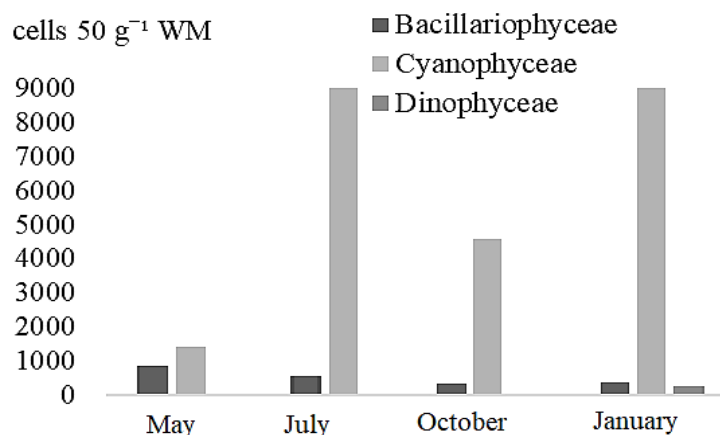 cells 50 g⁻¹ WM
Bacillariophyceae
Cyanophyceae
Dinophyceae
9000
8000
7000
6000
5000
4000
3000
2000
1000
0
May July October January